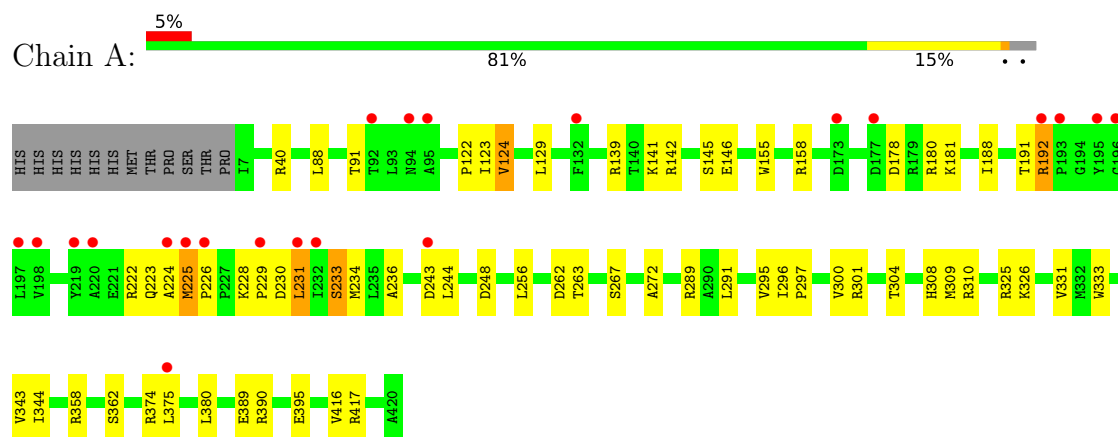 5%
Chain A:
81% 15% • •
HIS HIS HIS HIS HIS HIS MET THR PRO SER THR PRO I7 R40 L88 T91 T92 L93 N94 A95 P122 I123 V124 L129 F132 R139 T140 K141 R142 S145 E146 W155 R158 D173 D177 D178 R179 R180 K181 I188 T191 R192 P193 G194 Y195 G196
L197 V198 Y219 A220 E221 R222 Q223 A224 M225 P226 P227 K228 P229 D230 L231 I232 S233 M234 L235 A236 D243 L244 D248 L256 D262 T263 S267 A272 R289 A290 L291 V295 I296 P297 V300 R301 T304 H308 M309 R310 R325 K326 V331 M332 W333
V343 I344 R358 S362 R374 L375 L380 E389 R390 E395 V416 R417 A420